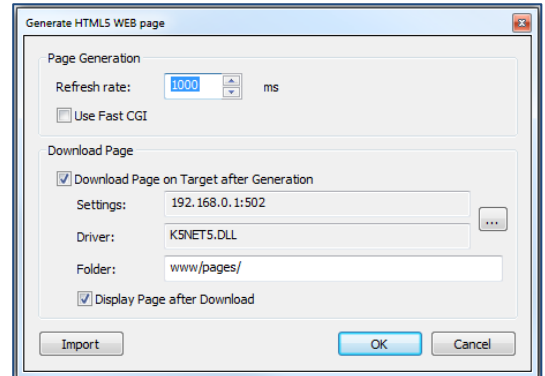 Generate HTML5 WEB page
Page Generation
Refresh rate: 1000 ms
Use Fast CGI
Download Page
Download Page on Target after Generation
Settings: 192.168.0.1:502
...
Driver: K5NET5.DLL
Folder: www/pages/
Display Page after Download
Import OK Cancel